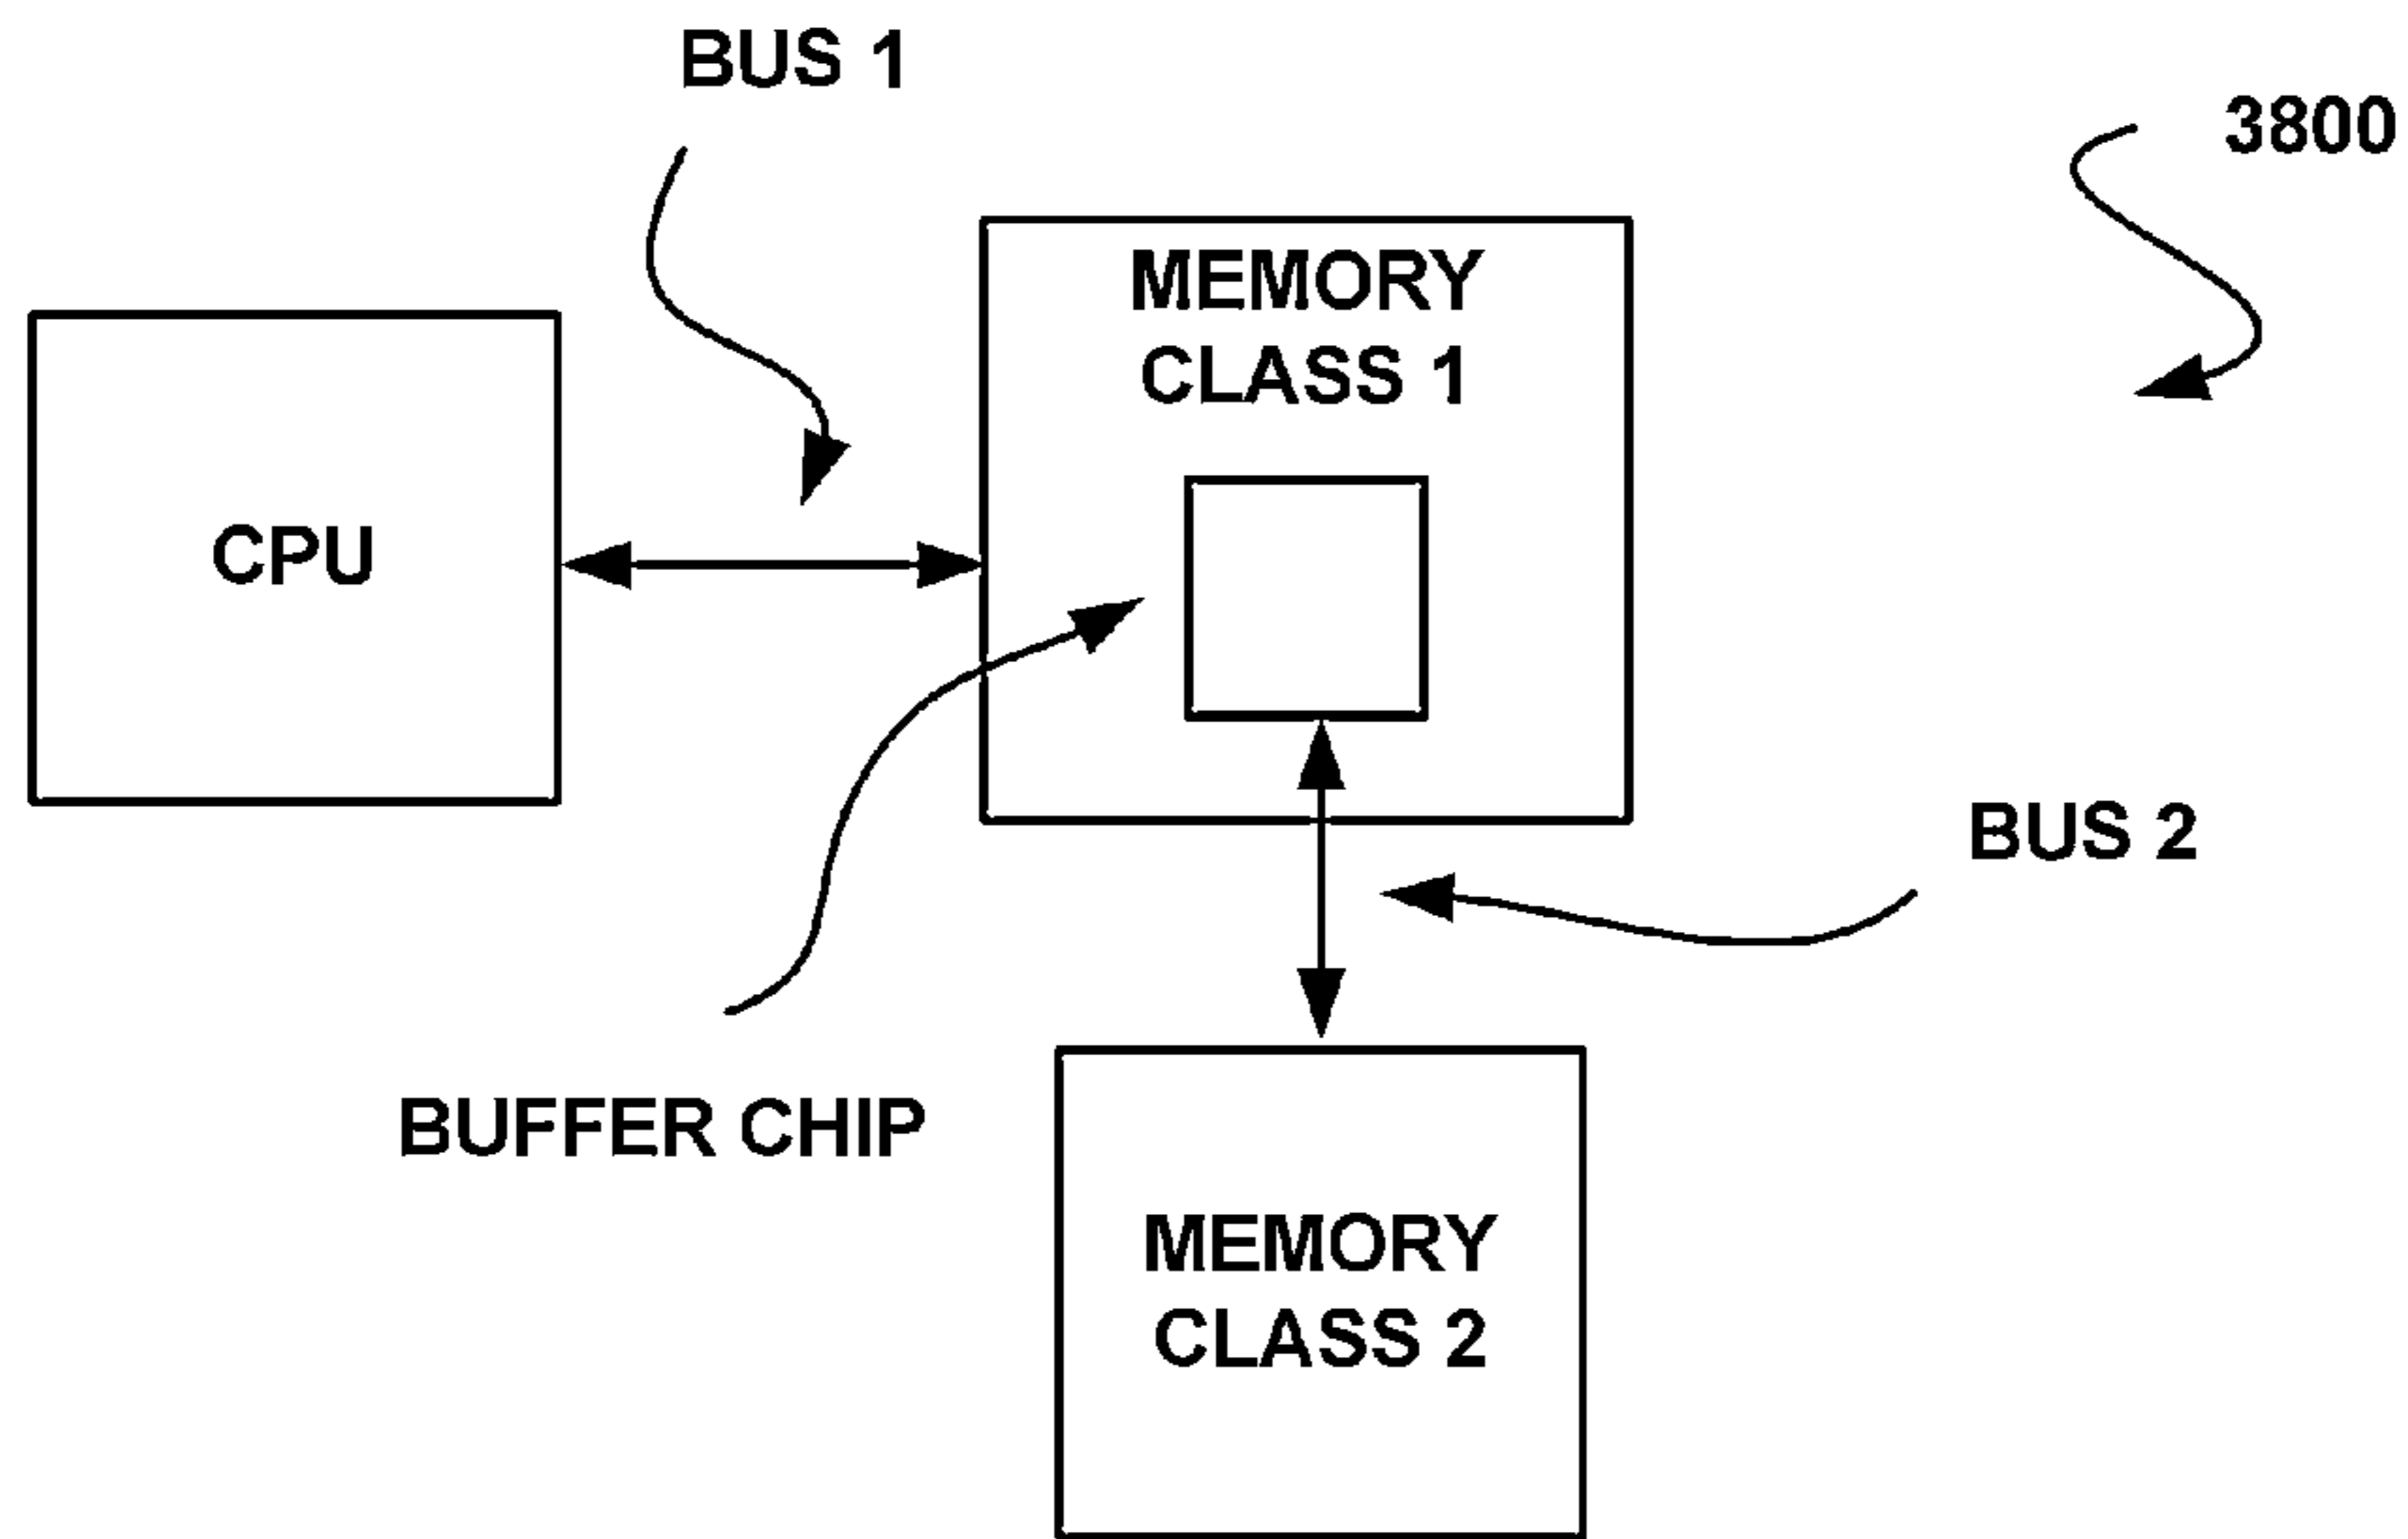 BUS 1
3800
MEMORY
CLASS 1
CPU
BUS 2
BUFFER CHIP
MEMORY
CLASS 2